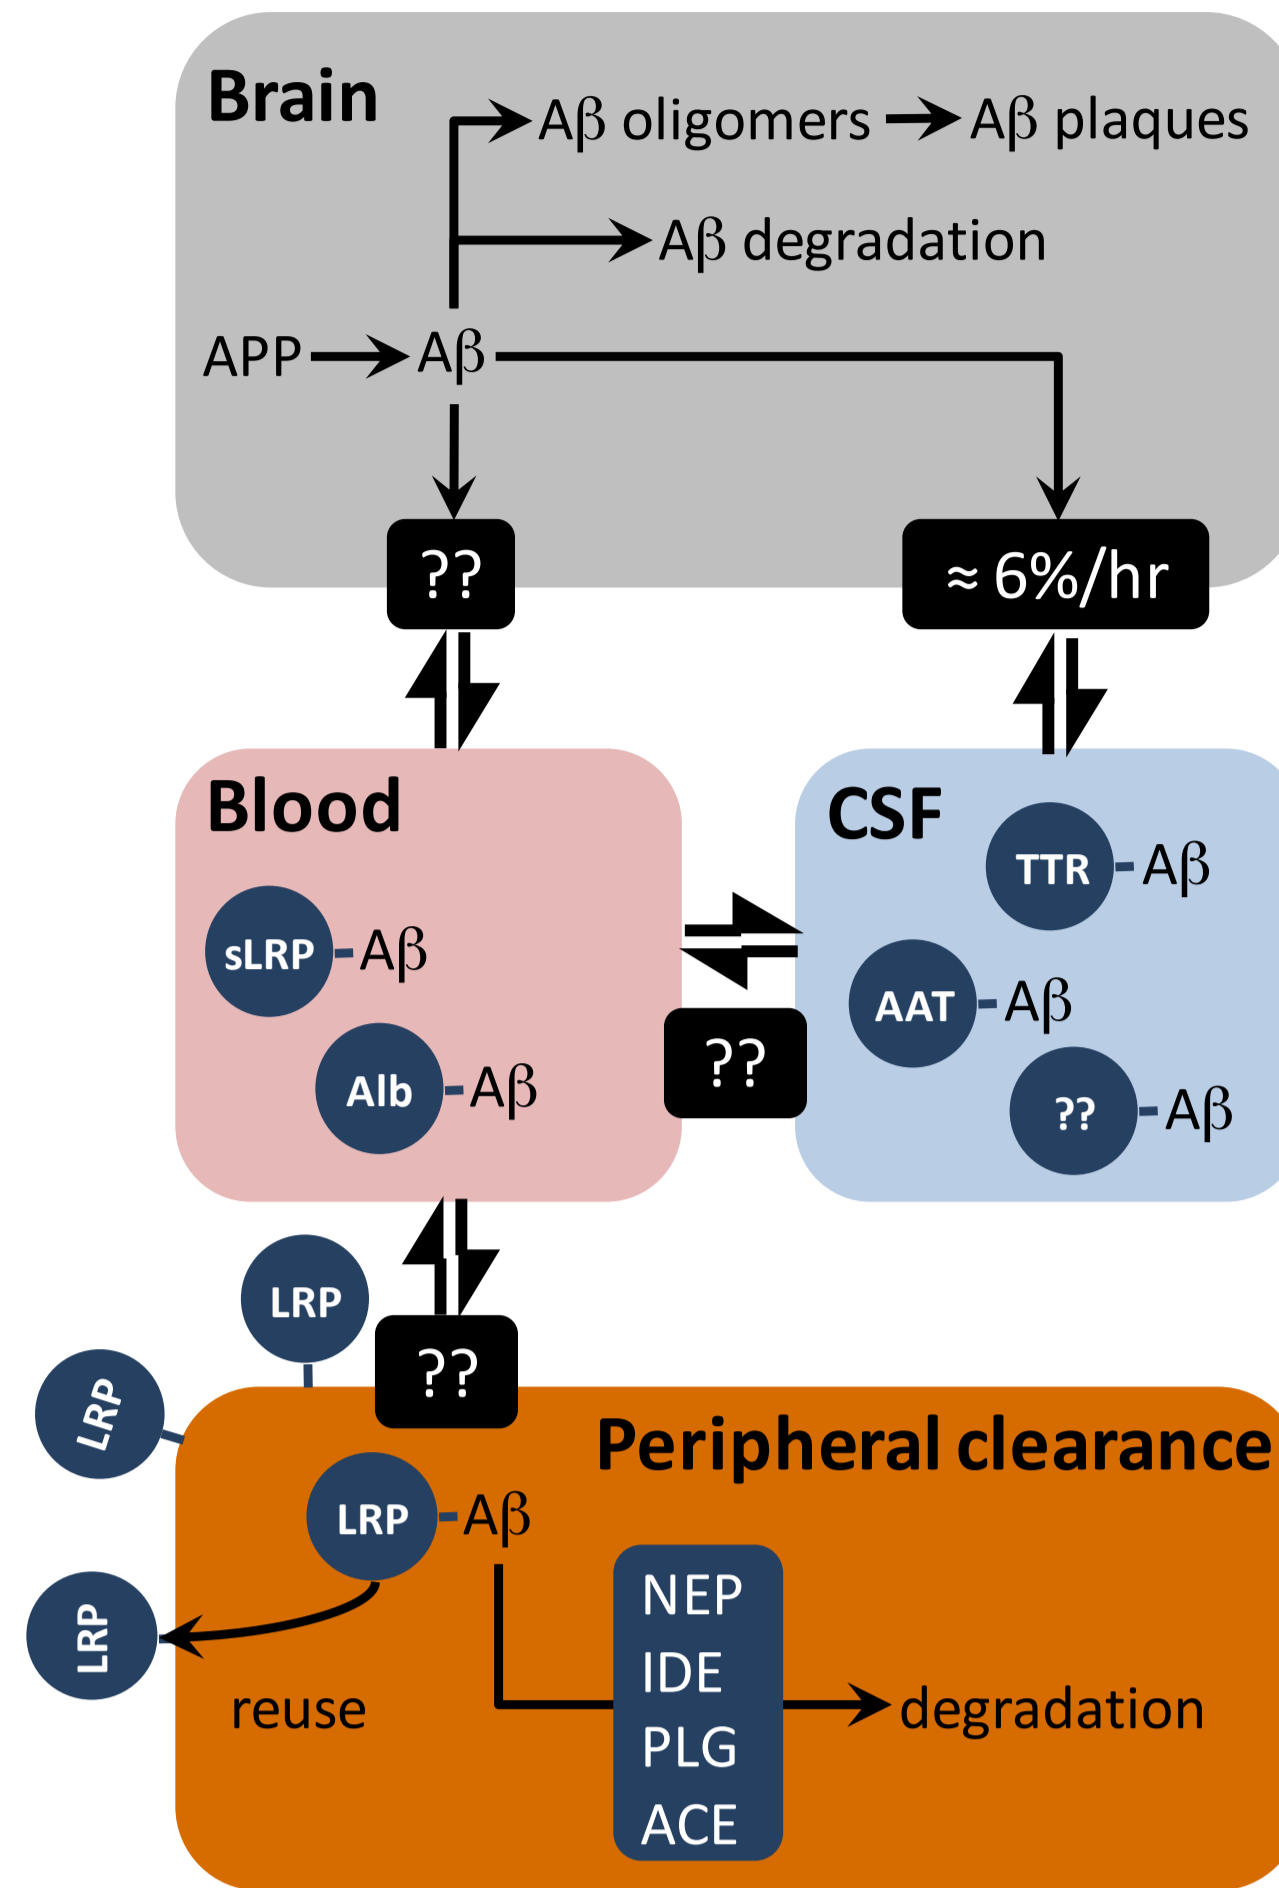 Brain
Aβ oligomers
Aβ plaques
Aβ degradation
APP
Aβ
??
≈ 6%/hr
Blood
sLRP
Aβ
Alb
Aβ
??
CSF
TTR
Aβ
AAT
Aβ
??
Aβ
LRP
??
LRP
Peripheral clearance
LRP
Aβ
LRP
reuse
NEP
IDE
PLG
ACE
degradation